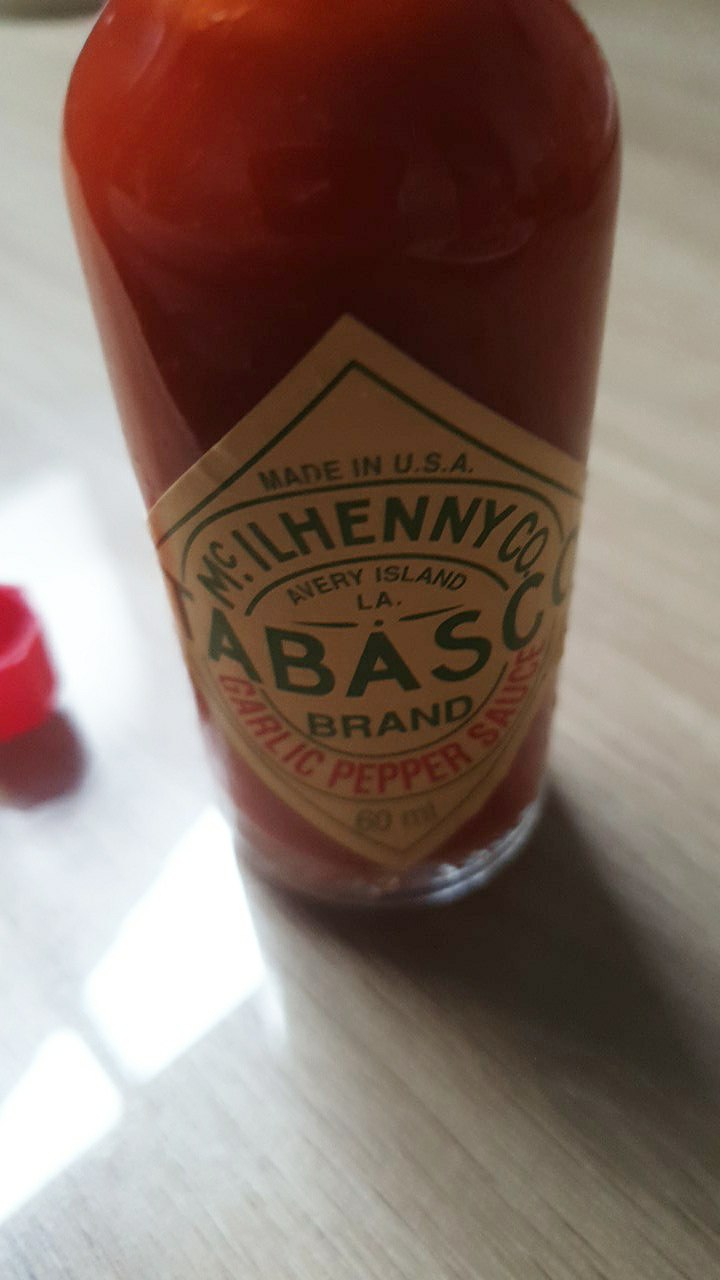 MADE IN U.S.A.
McILHENNY CO.
AVERY ISLAND
LA.
TABASCO
BRAND
GARLIC PEPPER SAUCE
60 ml